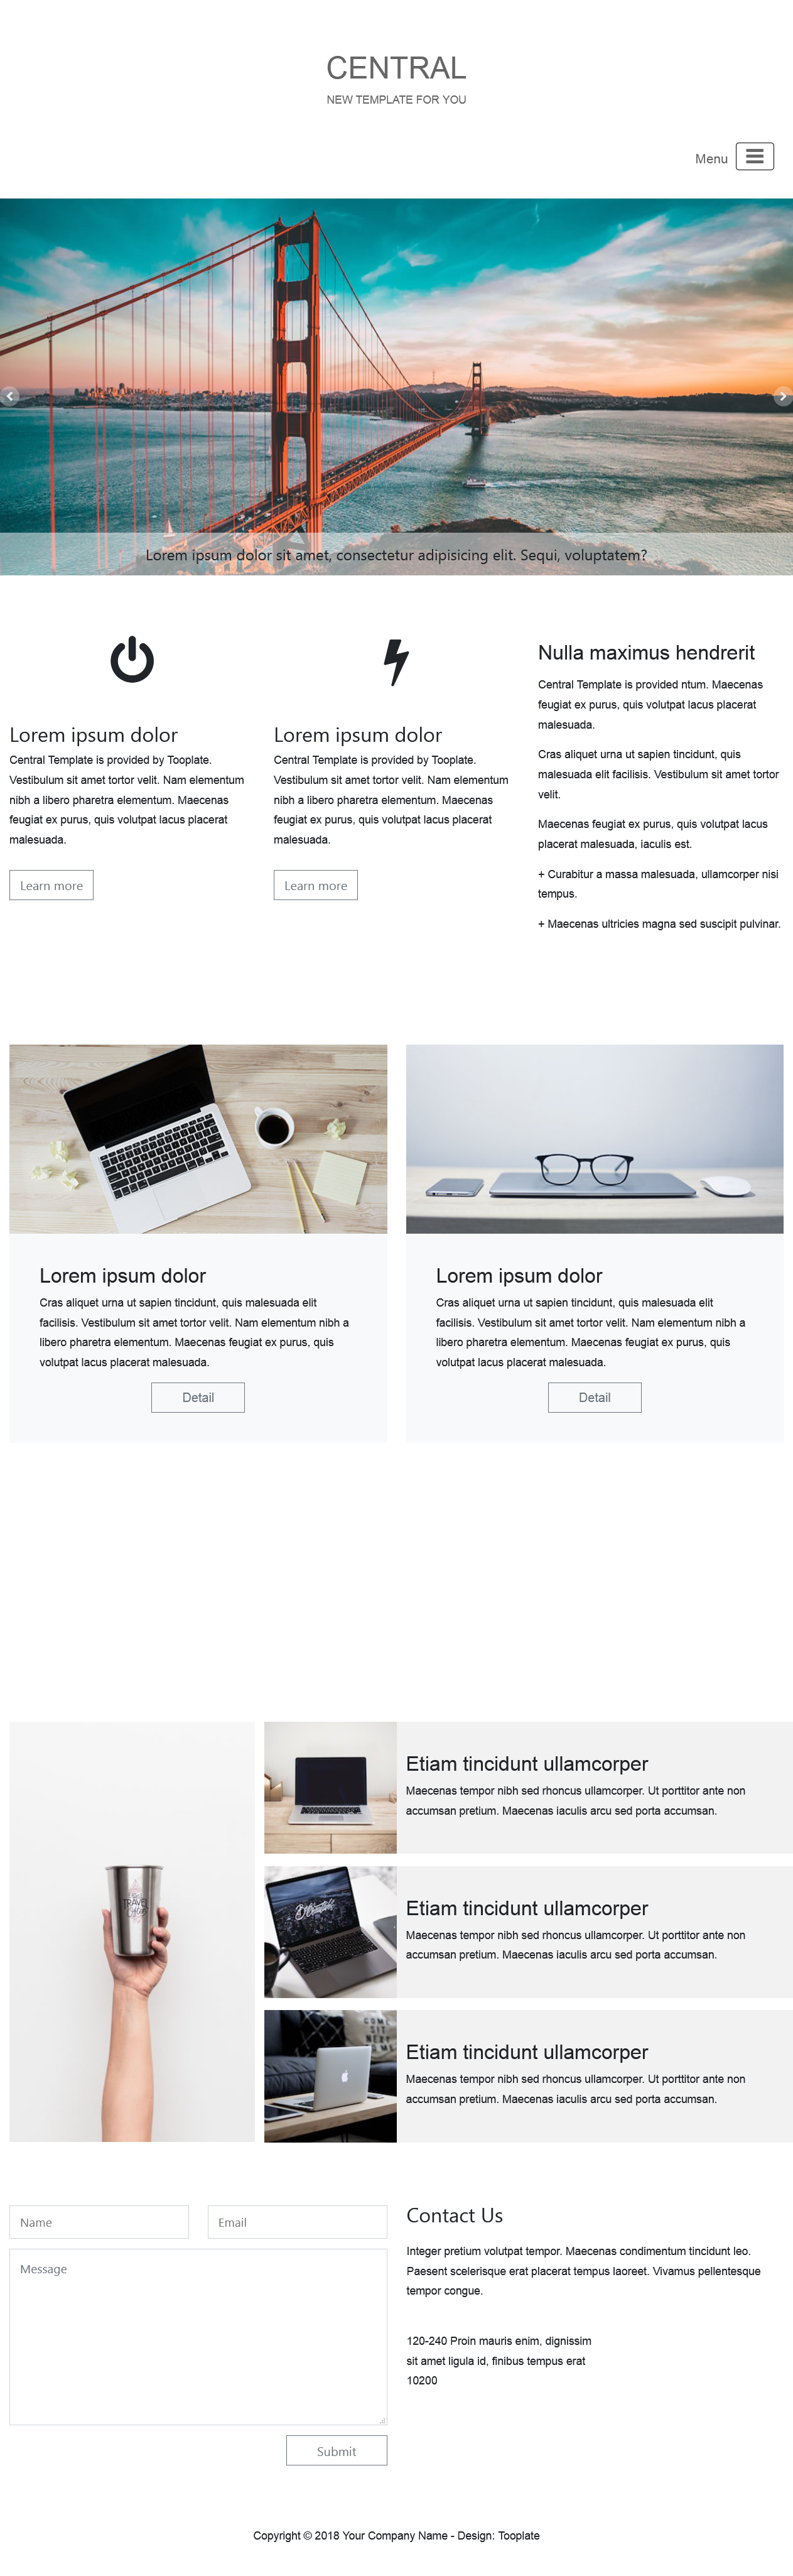 CENTRAL
NEW TEMPLATE FOR YOU
Menu
Lorem ipsum dolor sit amet, consectetur adipisicing elit. Sequi, voluptatem?
Lorem ipsum dolor
Central Template is provided by Tooplate.
Vestibulum sit amet tortor velit. Nam elementum
nibh a libero pharetra elementum. Maecenas
feugiat ex purus, quis volutpat lacus placerat
malesuada.
Learn more
Lorem ipsum dolor
Central Template is provided by Tooplate.
Vestibulum sit amet tortor velit. Nam elementum
nibh a libero pharetra elementum. Maecenas
feugiat ex purus, quis volutpat lacus placerat
malesuada.
Learn more
Nulla maximus hendrerit
Central Template is provided ntum. Maecenas
feugiat ex purus, quis volutpat lacus placerat
malesuada.
Cras aliquet urna ut sapien tincidunt, quis
malesuada elit facilisis. Vestibulum sit amet tortor
velit.
Maecenas feugiat ex purus, quis volutpat lacus
placerat malesuada, iaculis est.
+ Curabitur a massa malesuada, ullamcorper nisi
tempus.
+ Maecenas ultricies magna sed suscipit pulvinar.
Lorem ipsum dolor
Cras aliquet urna ut sapien tincidunt, quis malesuada elit
facilisis. Vestibulum sit amet tortor velit. Nam elementum nibh a
libero pharetra elementum. Maecenas feugiat ex purus, quis
volutpat lacus placerat malesuada.
Detail
Lorem ipsum dolor
Cras aliquet urna ut sapien tincidunt, quis malesuada elit
facilisis. Vestibulum sit amet tortor velit. Nam elementum nibh a
libero pharetra elementum. Maecenas feugiat ex purus, quis
volutpat lacus placerat malesuada.
Detail
TRAVEL
Etiam tincidunt ullamcorper
Maecenas tempor nibh sed rhoncus ullamcorper. Ut porttitor ante non
accumsan pretium. Maecenas iaculis arcu sed porta accumsan.
Etiam tincidunt ullamcorper
Maecenas tempor nibh sed rhoncus ullamcorper. Ut porttitor ante non
accumsan pretium. Maecenas iaculis arcu sed porta accumsan.
Etiam tincidunt ullamcorper
Maecenas tempor nibh sed rhoncus ullamcorper. Ut porttitor ante non
accumsan pretium. Maecenas iaculis arcu sed porta accumsan.
Name
Email
Message
Submit
Contact Us
Integer pretium volutpat tempor. Maecenas condimentum tincidunt leo.
Paesent scelerisque erat placerat tempus laoreet. Vivamus pellentesque
tempor congue.
120-240 Proin mauris enim, dignissim
sit amet ligula id, finibus tempus erat
10200
Copyright © 2018 Your Company Name - Design: Tooplate